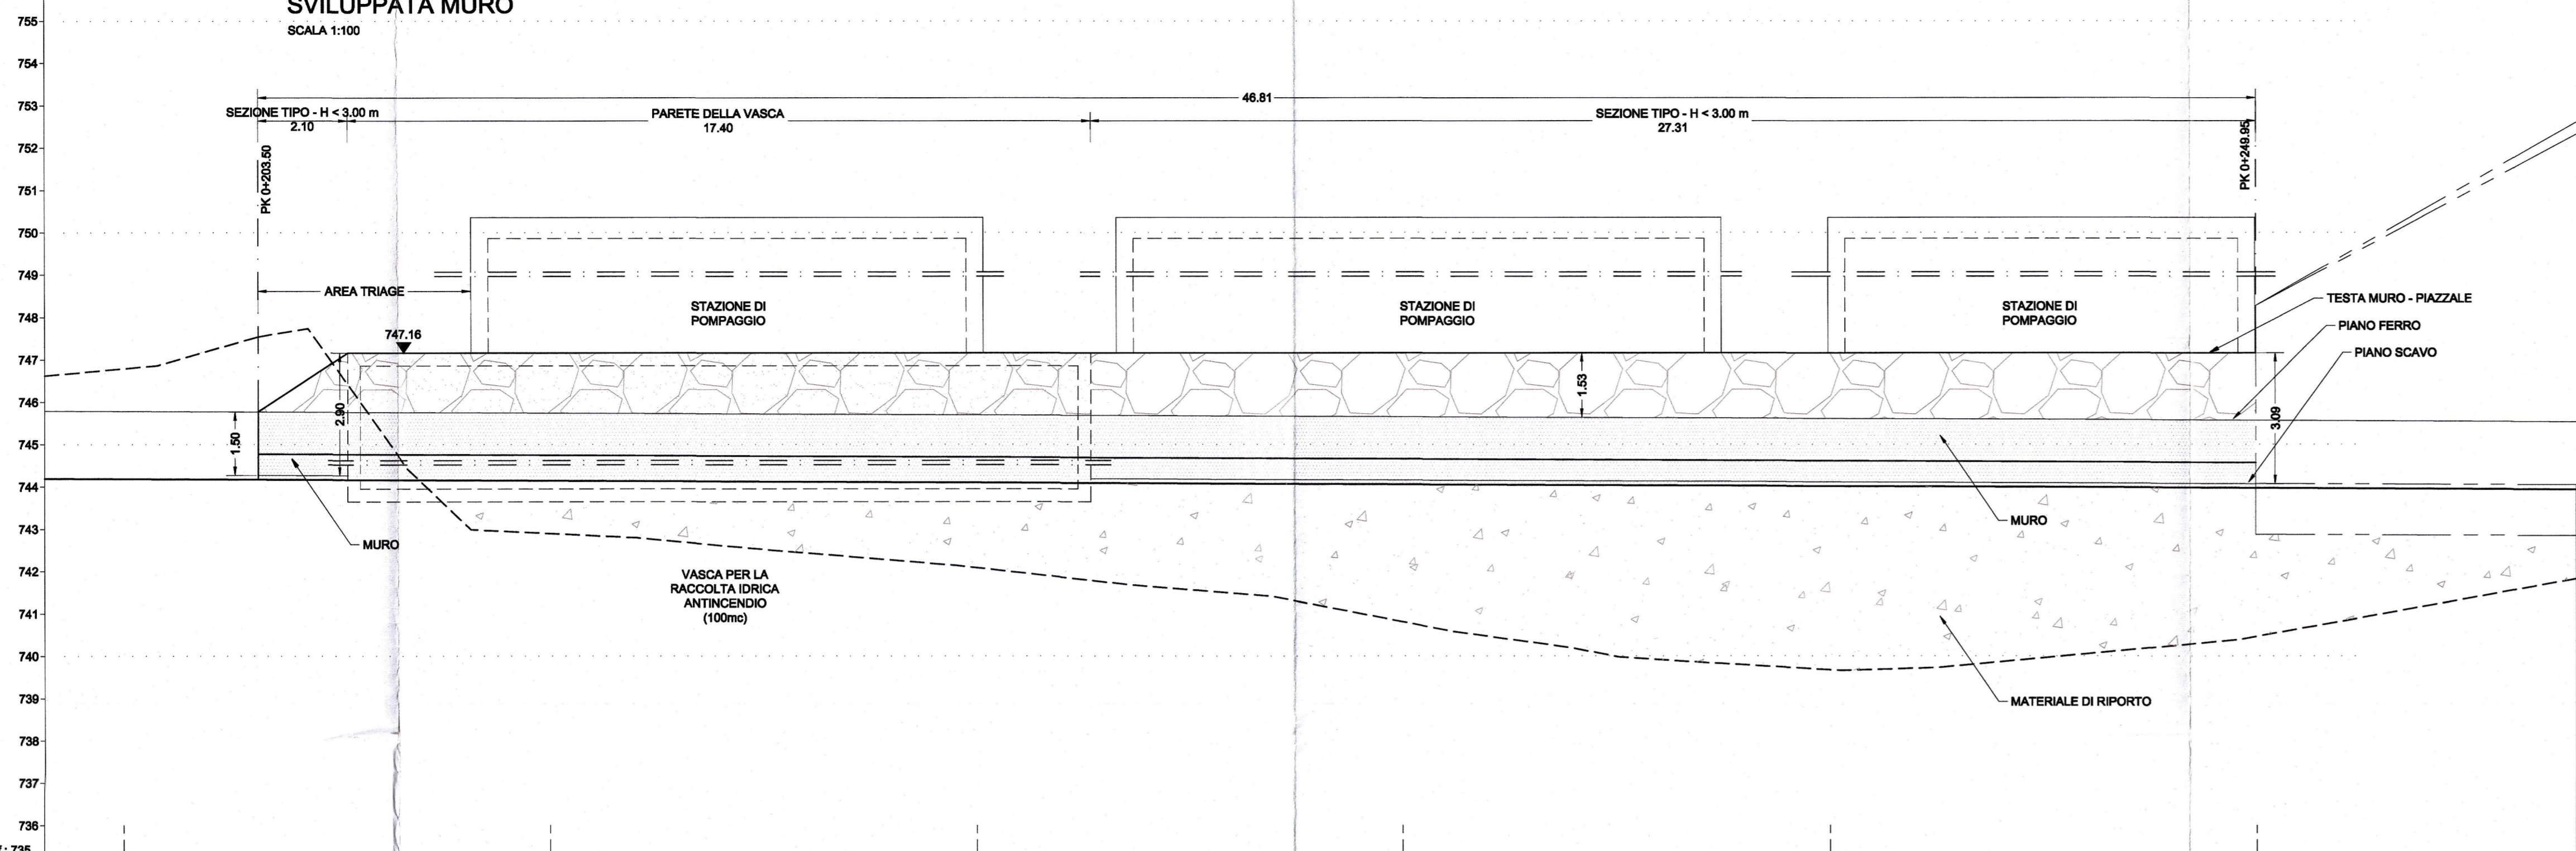 SVILUPPATA MURO
SCALA 1:100
755
754
753
752
751
750
749
748
747
746
745
744
743
742
741
740
739
738
737
736
: 735
46.81
SEZIONE TIPO - H < 3.00 m
2.10
PARETE DELLA VASCA
17.40
SEZIONE TIPO - H < 3.00 m
27.31
PK 0+203.50
PK 0+249.95
AREA TRIAGE
747.16
STAZIONE DI
POMPAGGIO
STAZIONE DI
POMPAGGIO
STAZIONE DI
POMPAGGIO
TESTA MURO - PIAZZALE
PIANO FERRO
PIANO SCAVO
1.50
2.90
1.53
3.09
MURO
MURO
VASCA PER LA
RACCOLTA IDRICA
ANTINCENDIO
(100mc)
MATERIALE DI RIPORTO